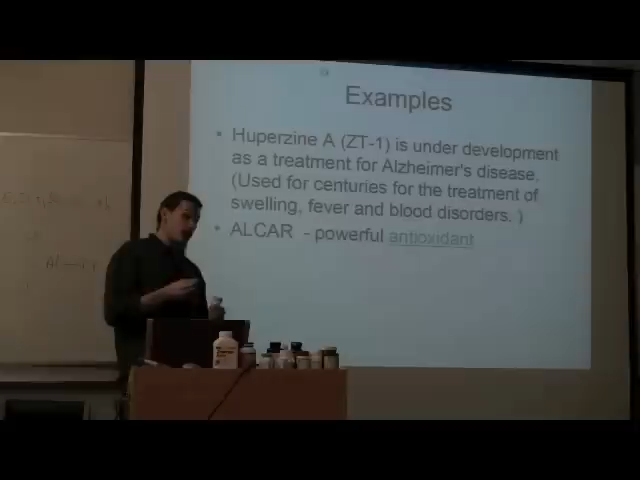 Examples
• Huperzine A (ZT-1) is under development
as a treatment for Alzheimer's disease.
(Used for centuries for the treatment of
swelling, fever and blood disorders. )
• ALCAR - powerful antioxidant